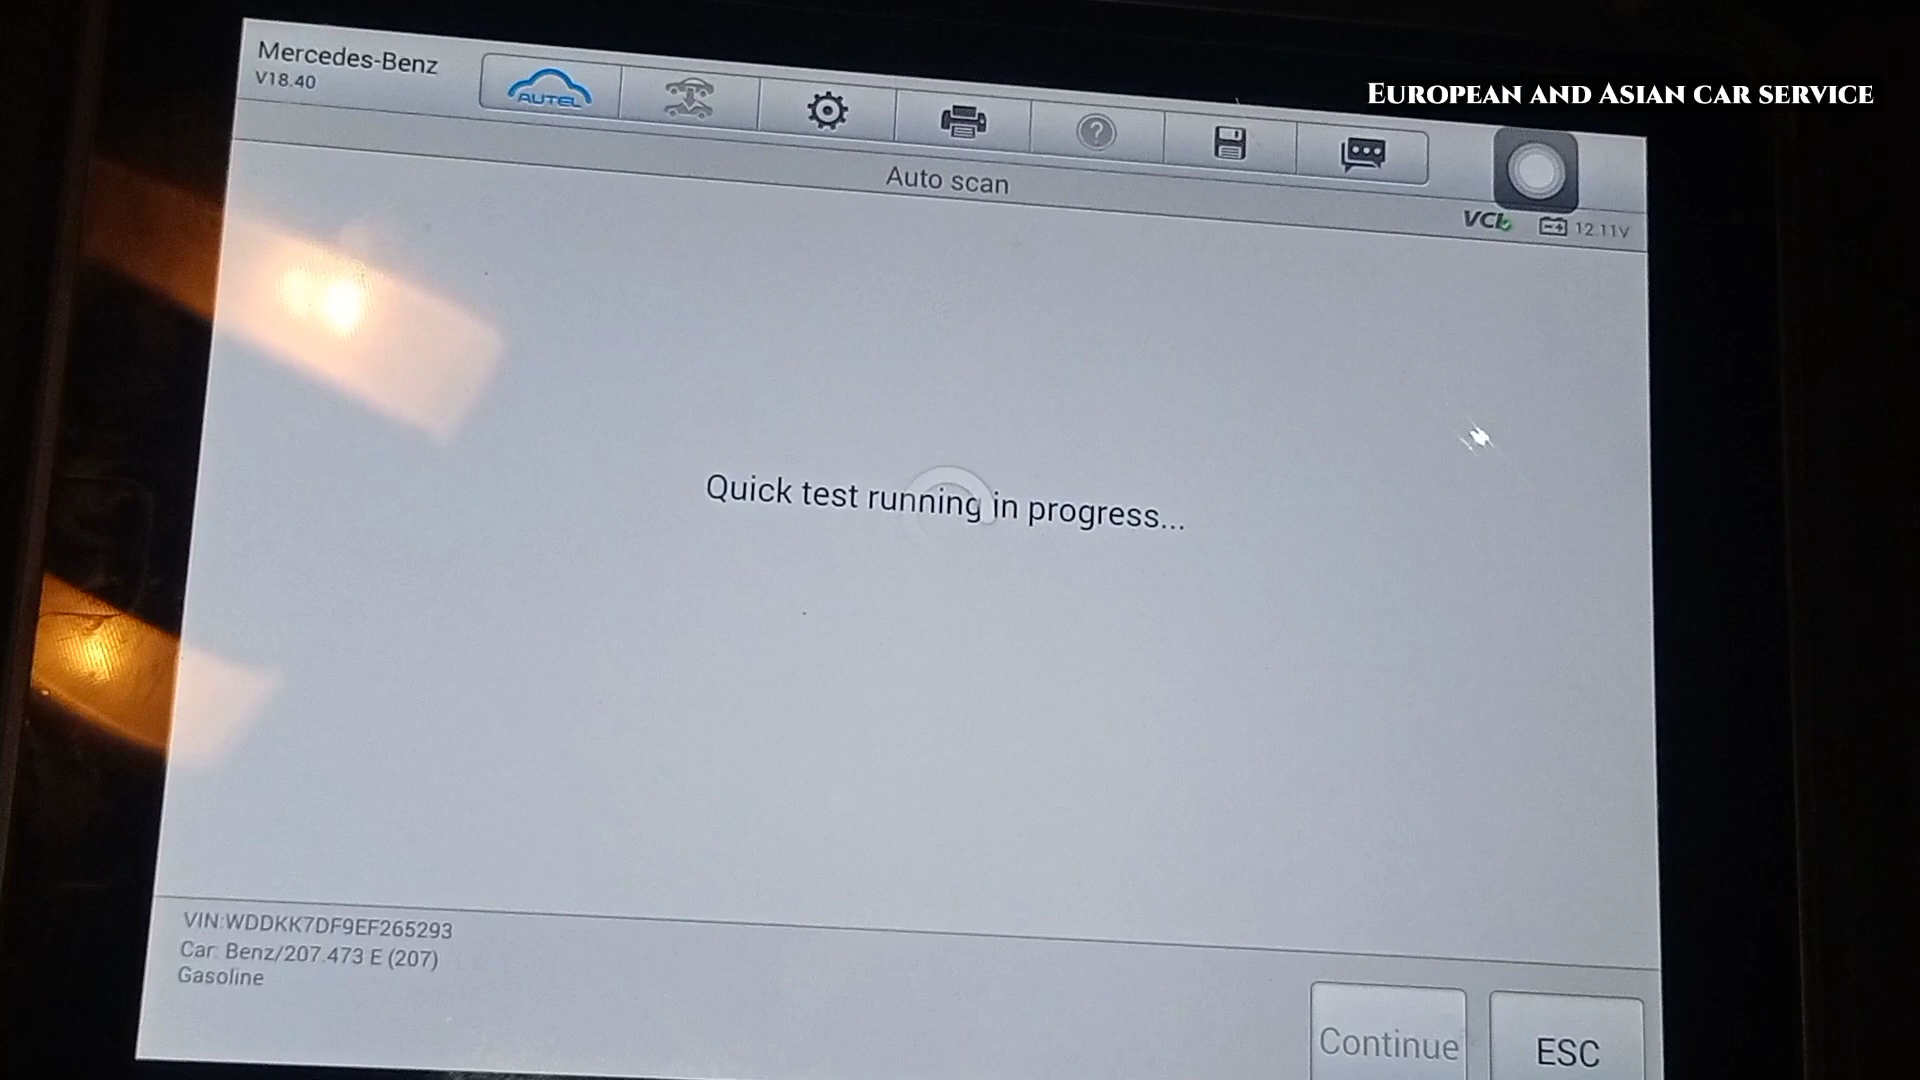 Mercedes-Benz
V18.40
AUTEL
EUROPEAN AND ASIAN CAR SERVICE
Auto scan
VCI
12.11V
Quick test running in progress...
VIN:WDDKK7DF9EF265293
Car: Benz/207.473 E (207)
Gasoline
Continue
ESC